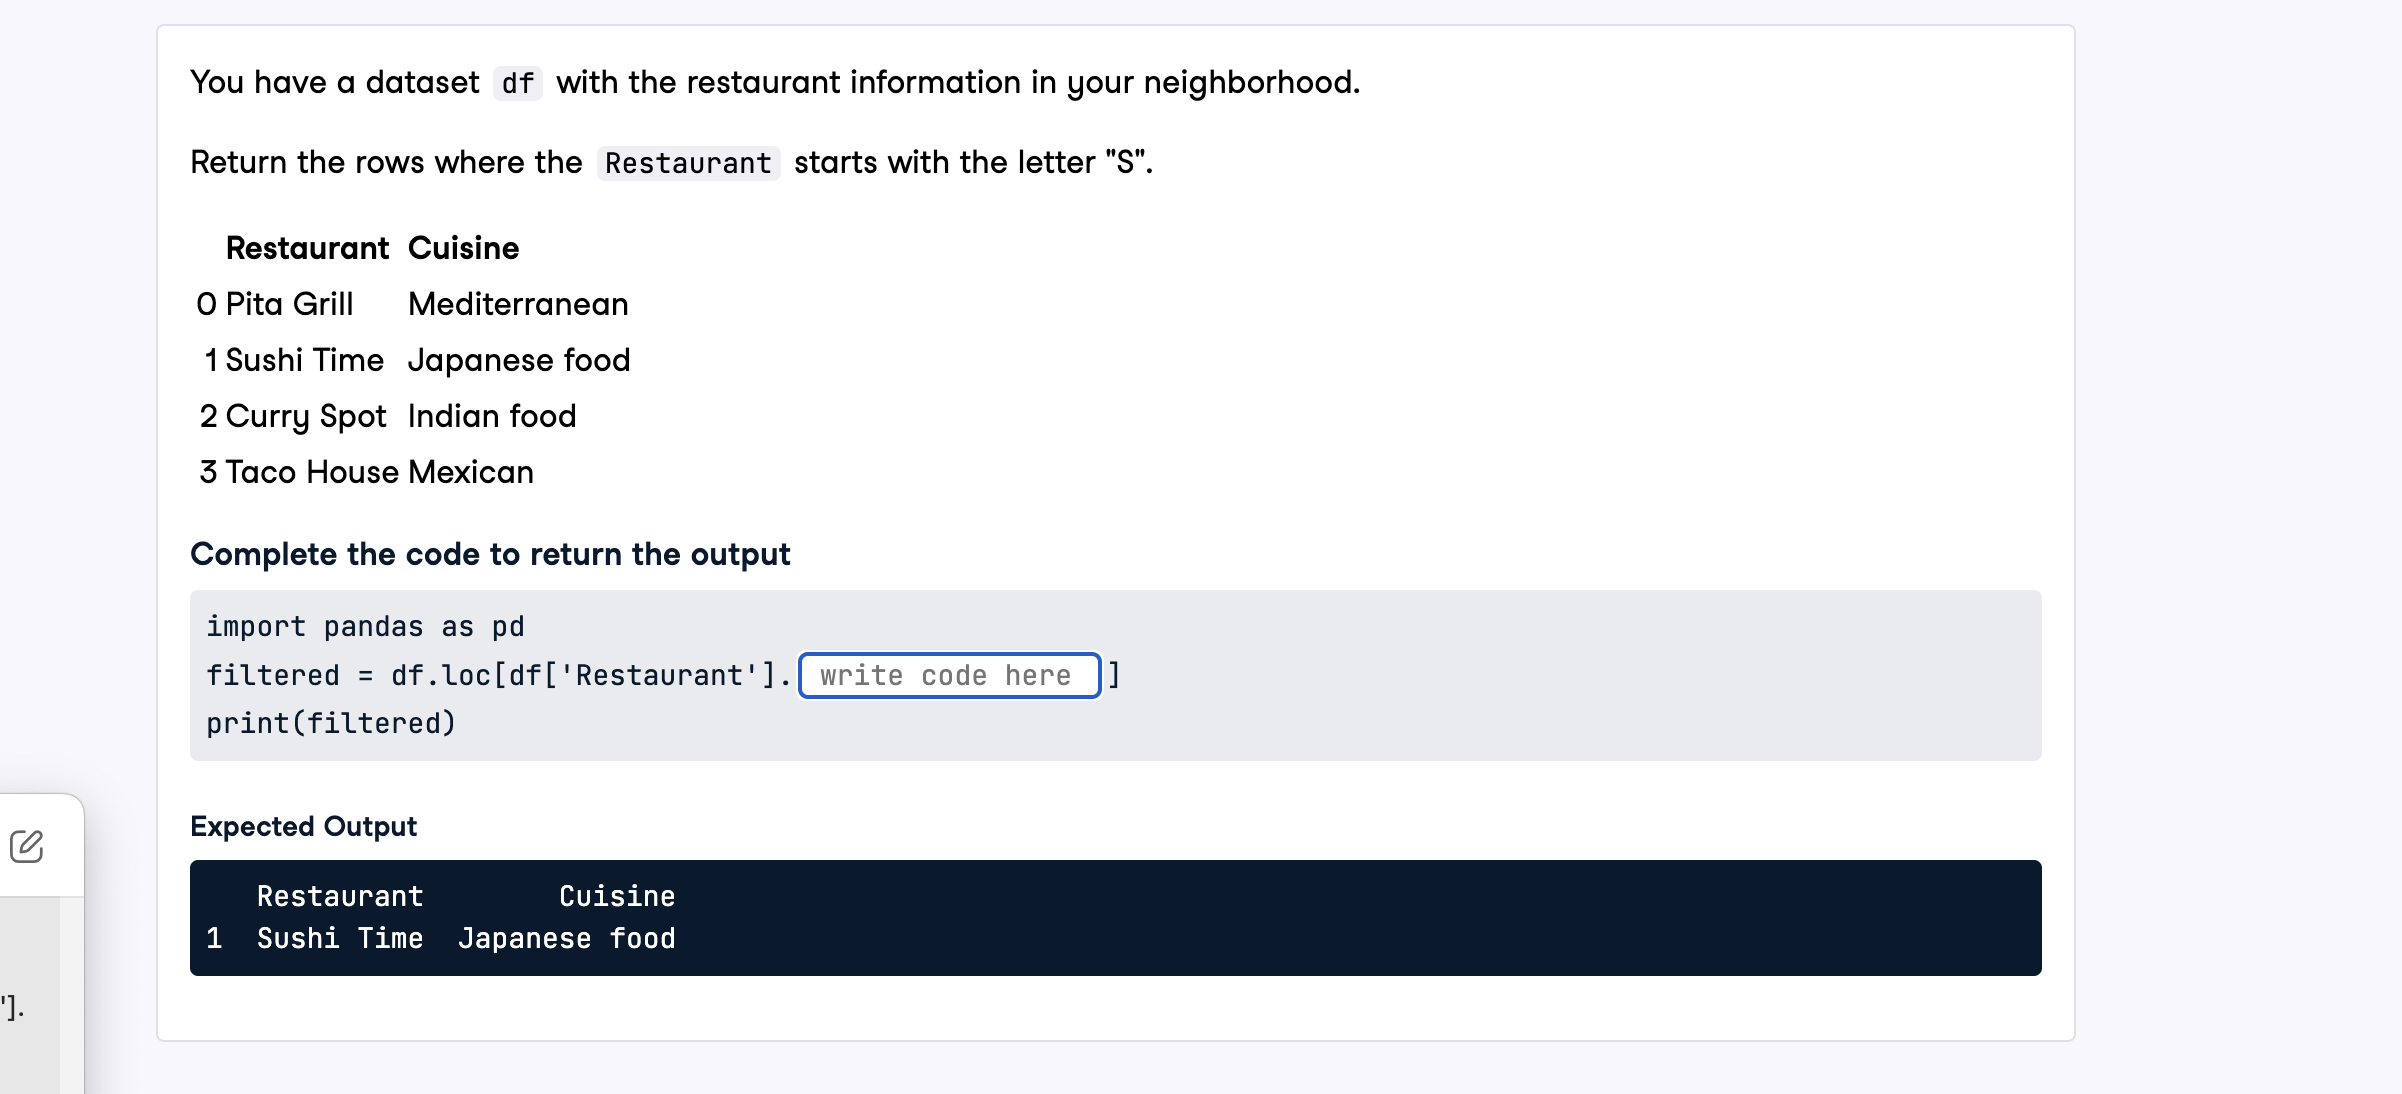 You have a dataset df with the restaurant information in your neighborhood.
Return the rows where the Restaurant starts with the letter "S".
Restaurant Cuisine
0 Pita Grill Mediterranean
1 Sushi Time Japanese food
2 Curry Spot Indian food
3 Taco House Mexican
Complete the code to return the output
import pandas as pd
filtered = df.loc[df['Restaurant'].write code here]
print(filtered)
Expected Output
Restaurant Cuisine
1 Sushi Time Japanese food
'].